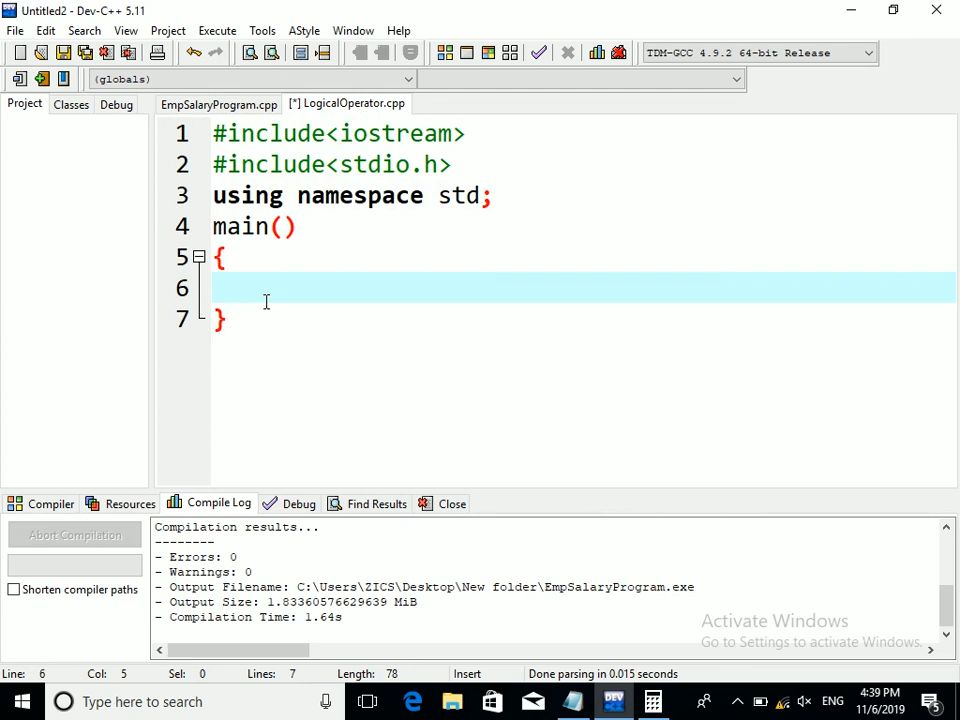 Untitled2 - Dev-C++ 5.11
File Edit Search View Project Execute Tools AStyle Window Help
TDM-GCC 4.9.2 64-bit Release
(globals)
Project Classes Debug EmpSalaryProgram.cpp [*] LogicalOperator.cpp
1 #include<iostream>
2 #include<stdio.h>
3 using namespace std;
4 main()
5 {
6
7 }
Compiler Resources Compile Log Debug Find Results Close
Abort Compilation
Shorten compiler paths
Compilation results...
--------
- Errors: 0
- Warnings: 0
- Output Filename: C:\Users\ZICS\Desktop\New folder\EmpSalaryProgram.exe
- Output Size: 1.83360576629639 MiB
- Compilation Time: 1.64s
Activate Windows
Go to Settings to activate Windows.
Line: 6 Col: 5 Sel: 0 Lines: 7 Length: 78 Insert Done parsing in 0.015 seconds
Type here to search
DEV
ENG
4:39 PM
11/6/2019
5